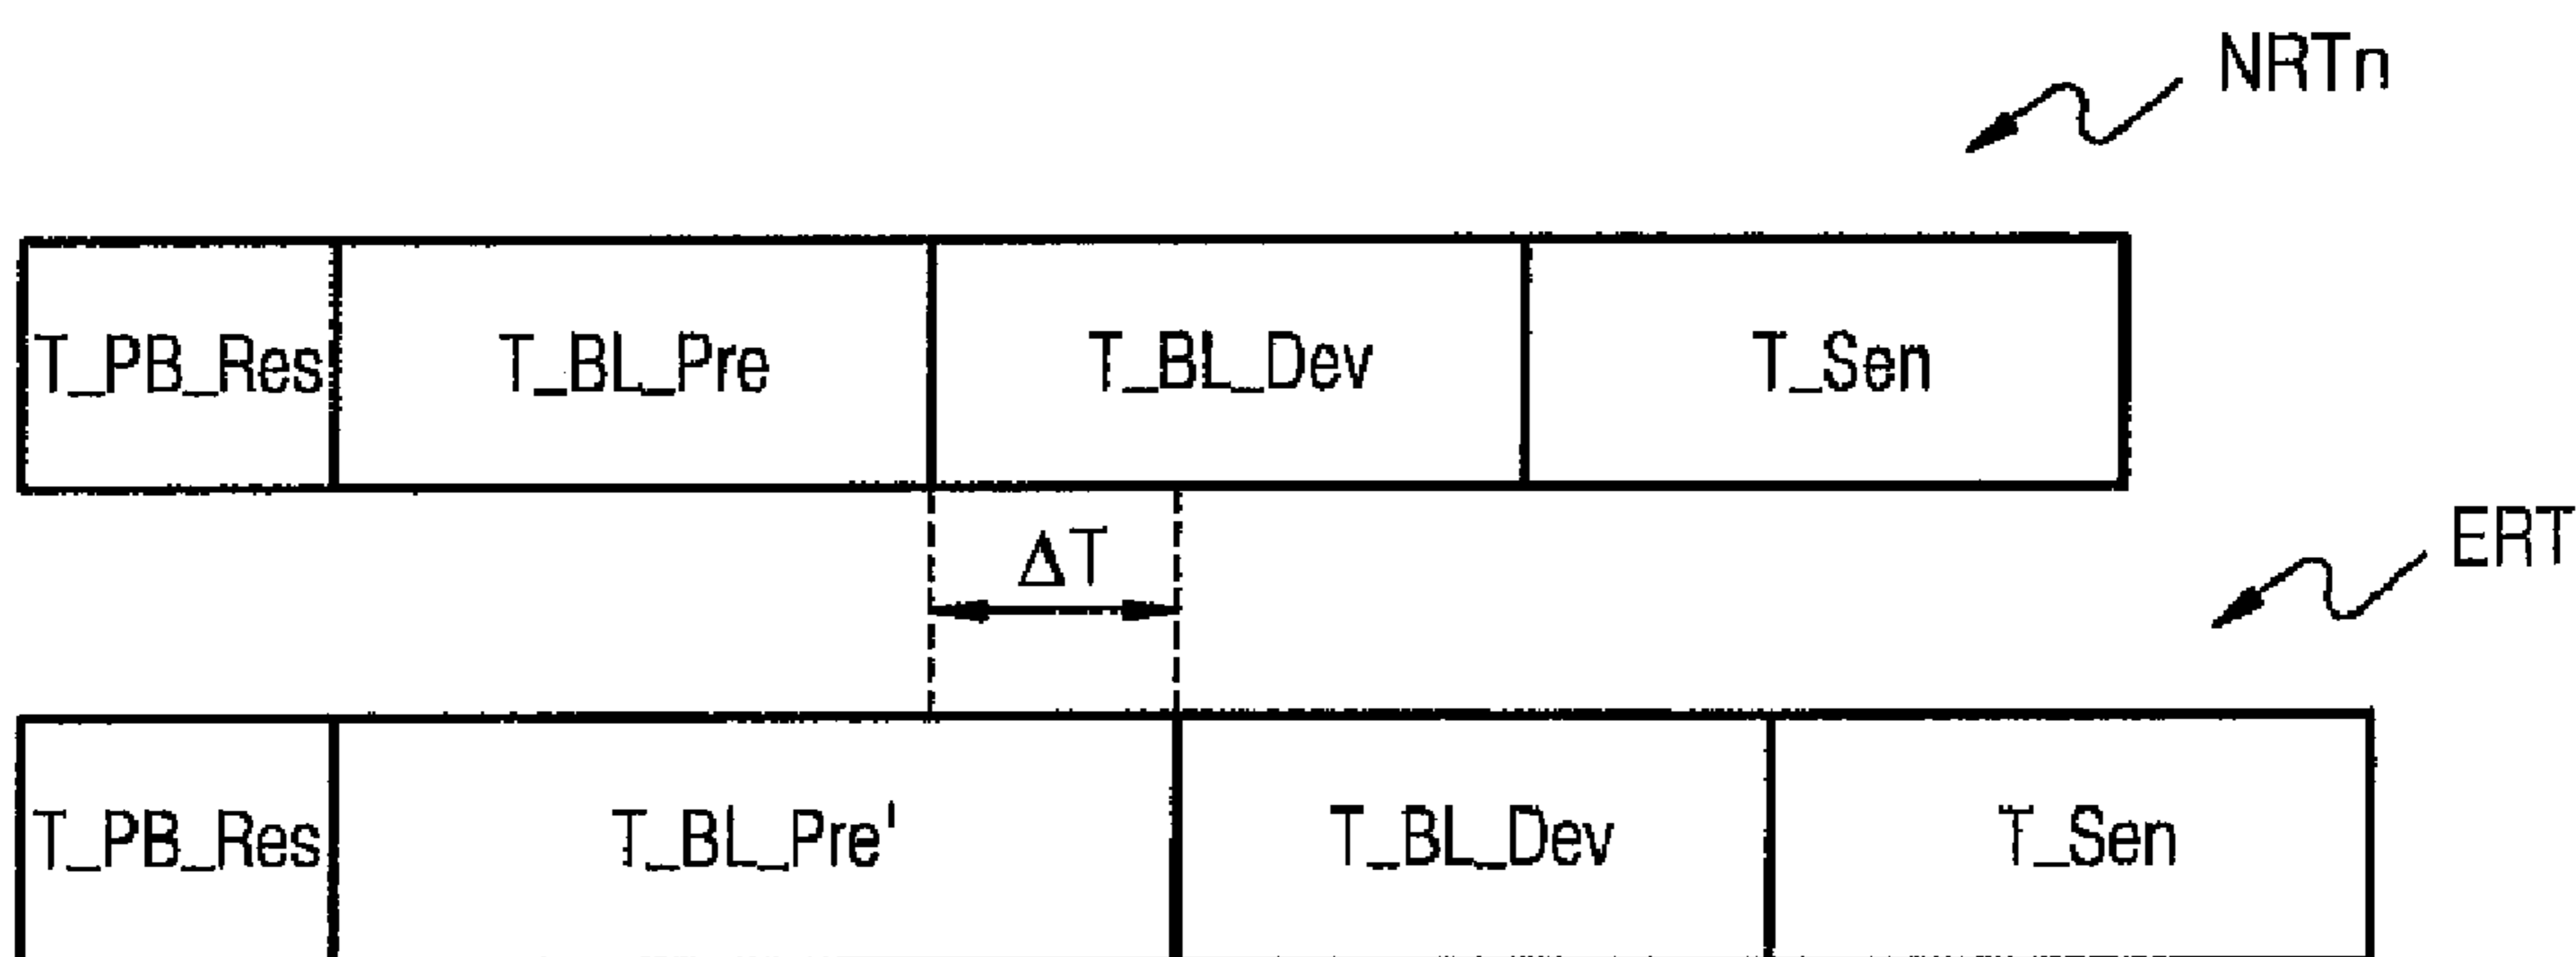 NRTn
T_PB_Res T_BL_Pre T_BL_Dev T_Sen
ΔT
ERT
T_PB_Res T_BL_Pre' T_BL_Dev T_Sen